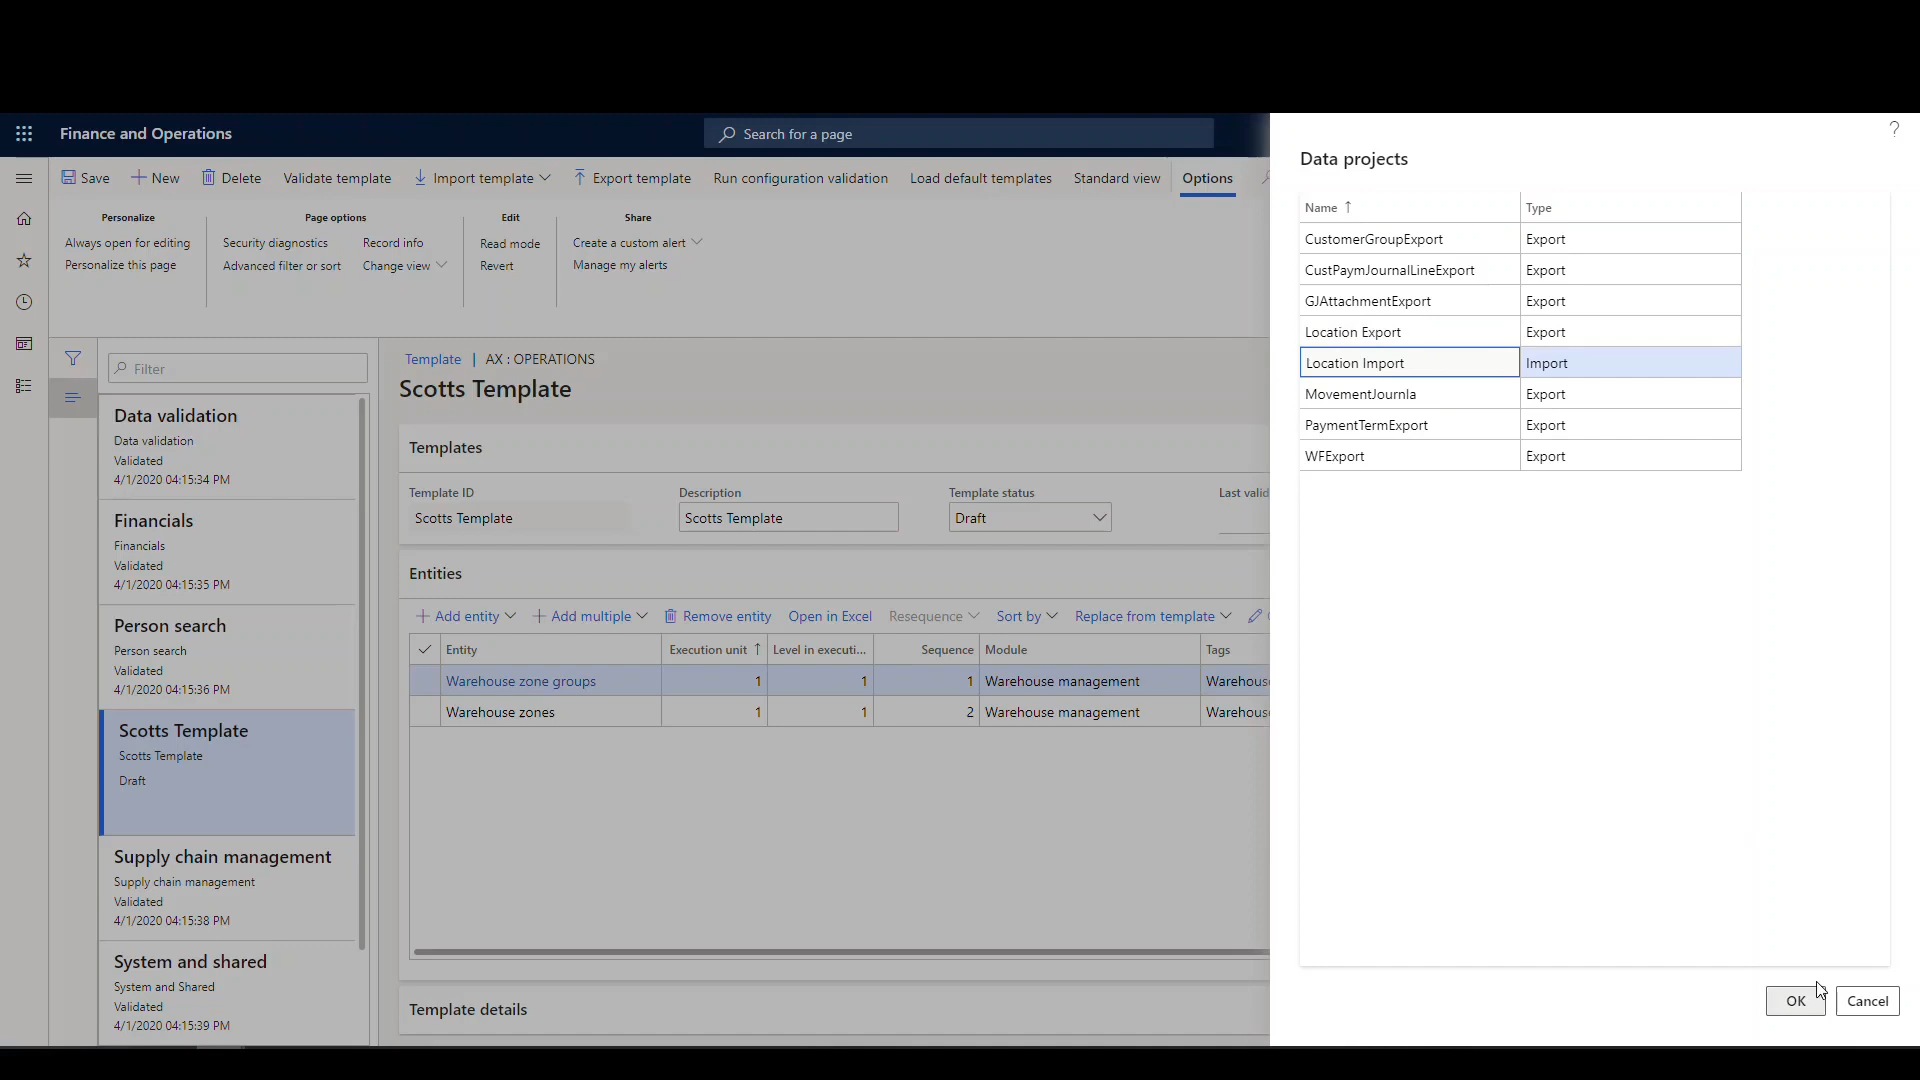 Finance and Operations
Search for a page
Save
New
Delete
Validate template
Import template
Export template
Run configuration validation
Load default templates
Standard view
Options
Personalize
Always open for editing
Personalize this page
Page options
Security diagnostics
Record info
Advanced filter or sort
Change view
Edit
Read mode
Revert
Share
Create a custom alert
Manage my alerts
Filter
Data validation
Data validation
Validated
4/1/2020 04:15:34 PM
Financials
Financials
Validated
4/1/2020 04:15:35 PM
Person search
Person search
Validated
4/1/2020 04:15:36 PM
Scotts Template
Scotts Template
Draft
Supply chain management
Supply chain management
Validated
4/1/2020 04:15:38 PM
System and shared
System and Shared
Validated
4/1/2020 04:15:39 PM
Template | AX : OPERATIONS
Scotts Template
Templates
Template ID
Scotts Template
Description
Scotts Template
Template status
Draft
Last valid
Entities
Add entity
Add multiple
Remove entity
Open in Excel
Resequence
Sort by
Replace from template
Entity Execution unit Level in executi... Sequence Module Tags
Warehouse zone groups 1 1 1 Warehouse management Warehous
Warehouse zones 1 1 2 Warehouse management Warehous
Template details
?
Data projects
Name Type
CustomerGroupExport Export
CustPaymJournalLineExport Export
GJAttachmentExport Export
Location Export Export
Location Import Import
MovementJournla Export
PaymentTermExport Export
WFExport Export
OK
Cancel